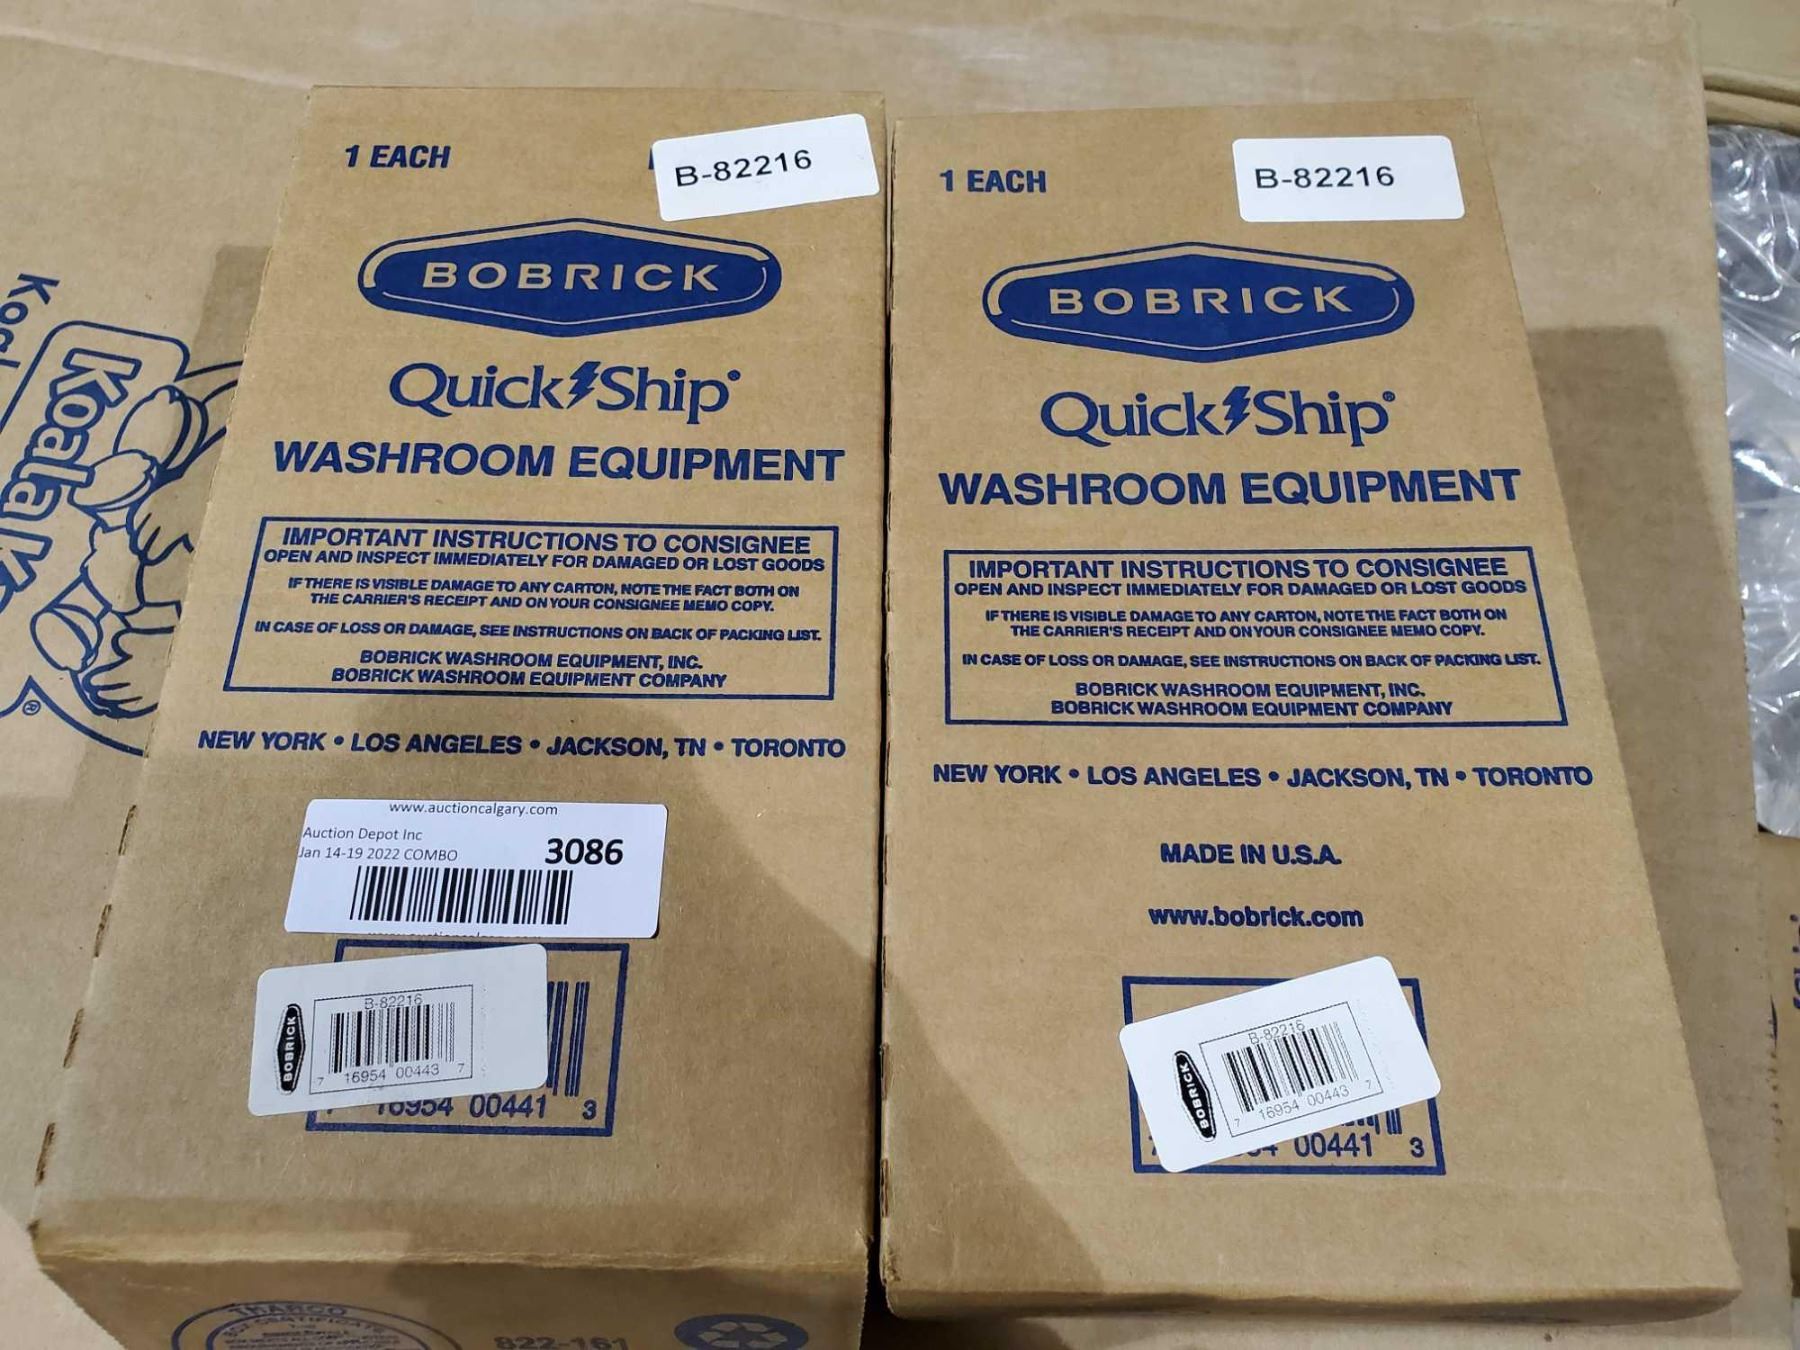 1 EACH
B-82216
BOBRICK
Quick Ship®
WASHROOM EQUIPMENT
IMPORTANT INSTRUCTIONS TO CONSIGNEE
OPEN AND INSPECT IMMEDIATELY FOR DAMAGED OR LOST GOODS
IF THERE IS VISIBLE DAMAGE TO ANY CARTON, NOTE THE FACT BOTH ON
THE CARRIER'S RECEIPT AND ON YOUR CONSIGNEE MEMO COPY.
IN CASE OF LOSS OR DAMAGE, SEE INSTRUCTIONS ON BACK OF PACKING LIST.
BOBRICK WASHROOM EQUIPMENT, INC.
BOBRICK WASHROOM EQUIPMENT COMPANY
NEW YORK • LOS ANGELES • JACKSON, TN • TORONTO
www.auctioncalgary.com
Auction Depot Inc
Jan 14-19 2022 COMBO
3086
B-82216
BOBRICK
7 16954 00443 7
16954 00441 3
THARCO
822-161
1 EACH
B-82216
BOBRICK
Quick Ship®
WASHROOM EQUIPMENT
IMPORTANT INSTRUCTIONS TO CONSIGNEE
OPEN AND INSPECT IMMEDIATELY FOR DAMAGED OR LOST GOODS
IF THERE IS VISIBLE DAMAGE TO ANY CARTON, NOTE THE FACT BOTH ON
THE CARRIER'S RECEIPT AND ON YOUR CONSIGNEE MEMO COPY.
IN CASE OF LOSS OR DAMAGE, SEE INSTRUCTIONS ON BACK OF PACKING LIST.
BOBRICK WASHROOM EQUIPMENT, INC.
BOBRICK WASHROOM EQUIPMENT COMPANY
NEW YORK • LOS ANGELES • JACKSON, TN • TORONTO
MADE IN U.S.A.
www.bobrick.com
B-82216
BOBRICK
7 16954 00443 7
00441 3
Koala K
®